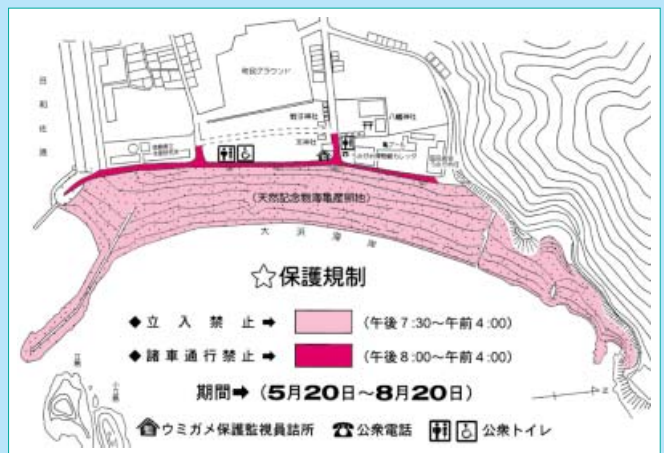 町民グラウンド
八幡神社
(天然記念物海亀産卵地)
大浜海岸
☆保護規制
◆立入禁止➡ (午後7:30〜午前4:00)
◆諸車通行禁止➡ (午後8:00〜午前4:00)
期間➡(5月20日〜8月20日)
ウミガメ保護監視員詰所 ☎公衆電話 公衆トイレ